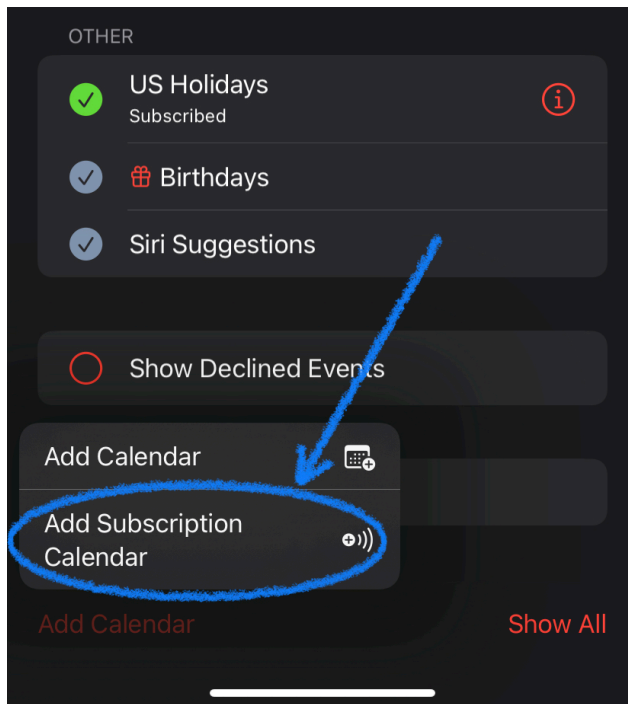 OTHER
US Holidays
Subscribed
Birthdays
Siri Suggestions
Show Declined Events
Add Calendar
Add Subscription
Calendar
Add Calendar
Show All